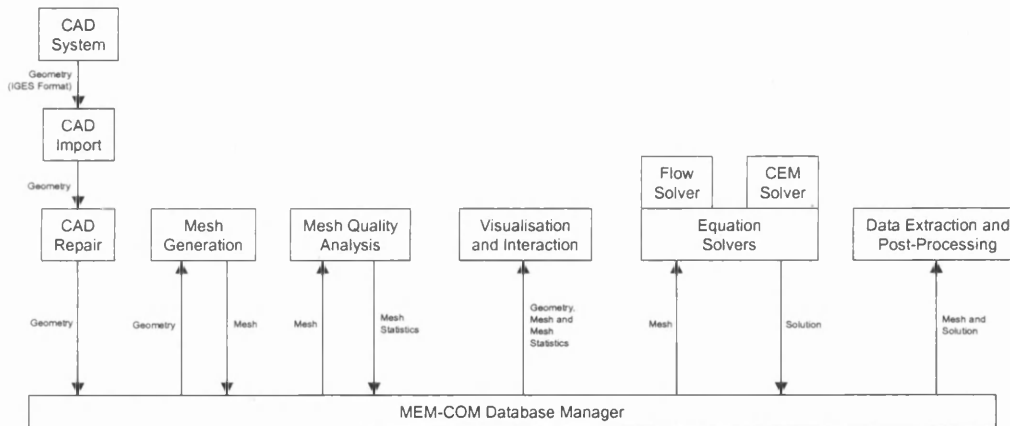 CAD
System
Geometry
(IGES Format)
CAD
Import
Geometry
CAD
Repair
Mesh
Generation
Mesh Quality
Analysis
Visualisation
and Interaction
Flow
Solver
CEM
Solver
Equation
Solvers
Data Extraction and
Post-Processing
Geometry
Geometry
Mesh
Mesh
Mesh
Statistics
Geometry,
Mesh and
Mesh
Statistics
Mesh
Solution
Mesh and
Solution
MEM-COM Database Manager